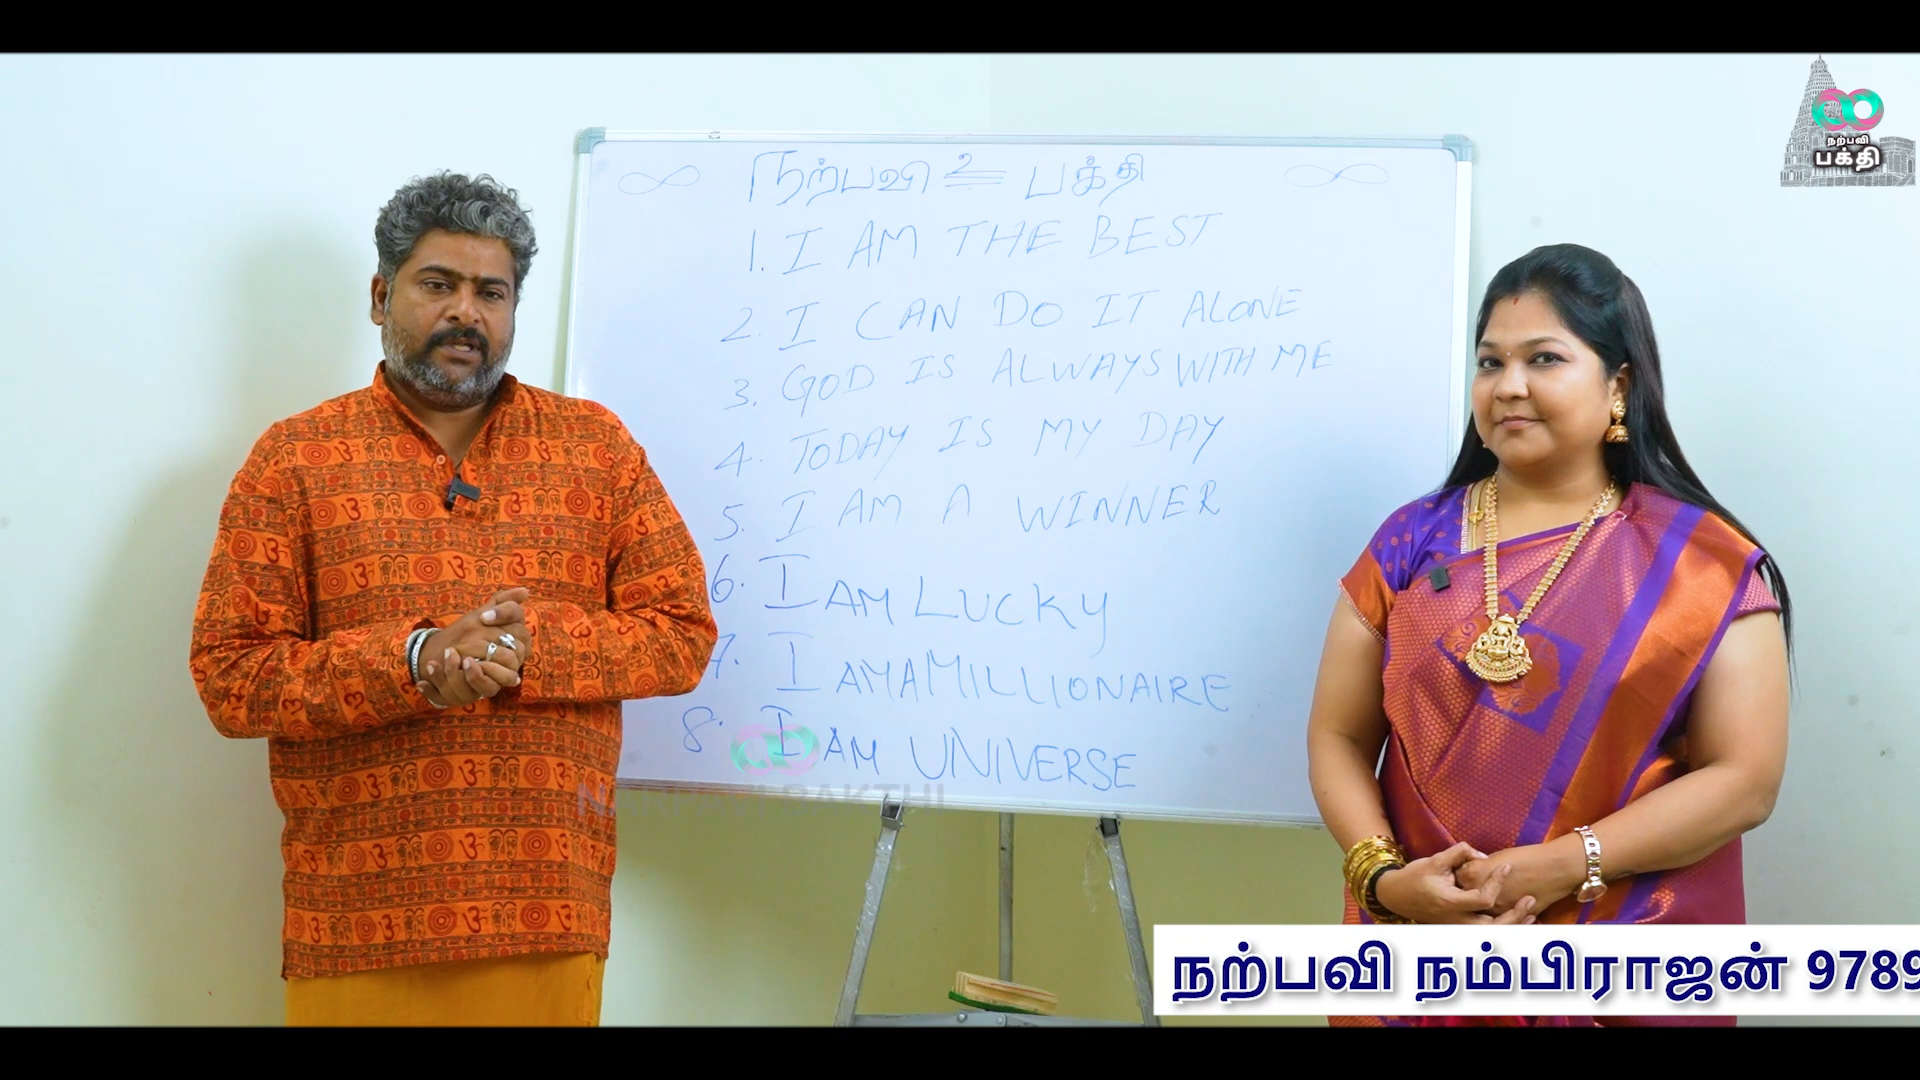 நற்பவி
பக்தி
நற்பவி உ பக்தி
1. I AM THE BEST
2. I CAN DO IT ALONE
3. GOD IS ALWAYS WITH ME
4. TODAY IS MY DAY
5. I AM A WINNER
6. I AM LUCKY
7. I AM A MILLIONAIRE
8. I AM UNIVERSE
NARPAVI BAKTHI
நற்பவி நம்பிராஜன் 9789